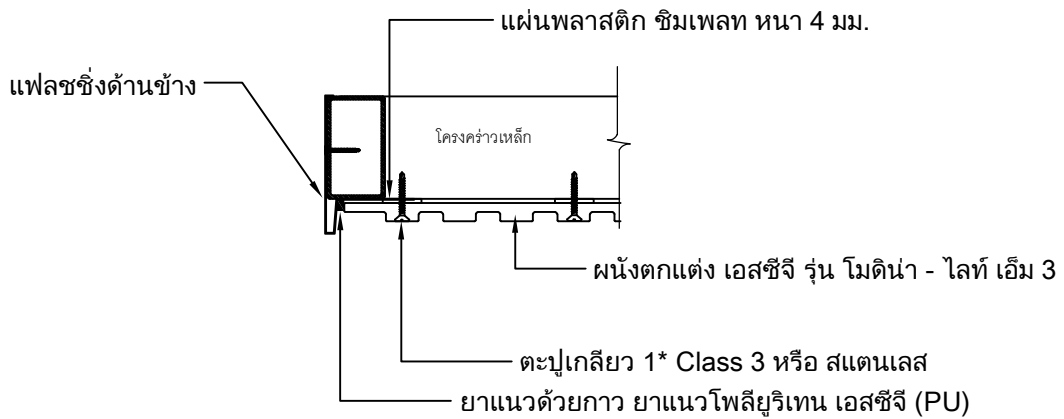 แผ่นพลาสติก ชิมเพลท หนา 4 มม.
แฟลชชิ่งด้านข้าง
โครงคร่าวเหล็ก
ผนังตกแต่ง เอสซีจี รุ่น โมดิน่า - ไลท์ เอ็ม 3
ตะปูเกลียว 1* Class 3 หรือ สแตนเลส
ยาแนวด้วยกาว ยาแนวโพลียูริเทน เอสซีจี (PU)